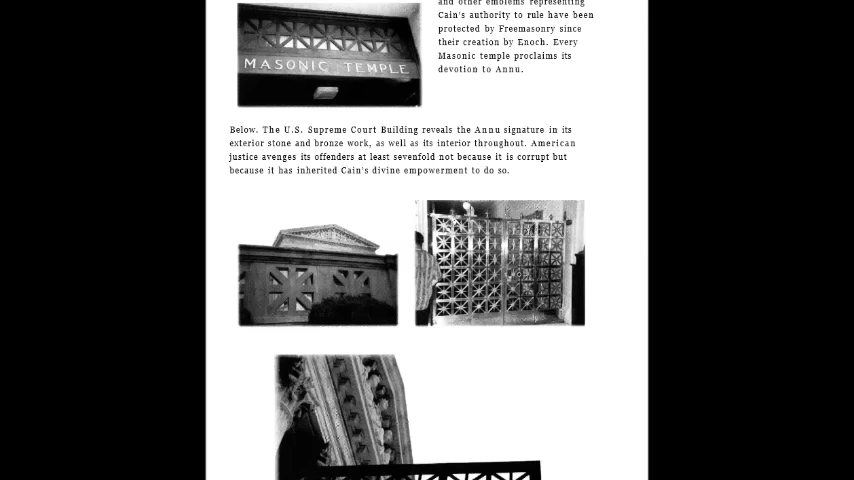 and other emblems representing
Cain's authority to rule have been
protected by Freemasonry since
their creation by Enoch. Every
Masonic temple proclaims its
devotion to Annu.
MASONIC TEMPLE
Below. The U.S. Supreme Court Building reveals the Annu signature in its
exterior stone and bronze work, as well as its interior throughout. American
justice avenges its offenders at least sevenfold not because it is corrupt but
because it has inherited Cain's divine empowerment to do so.